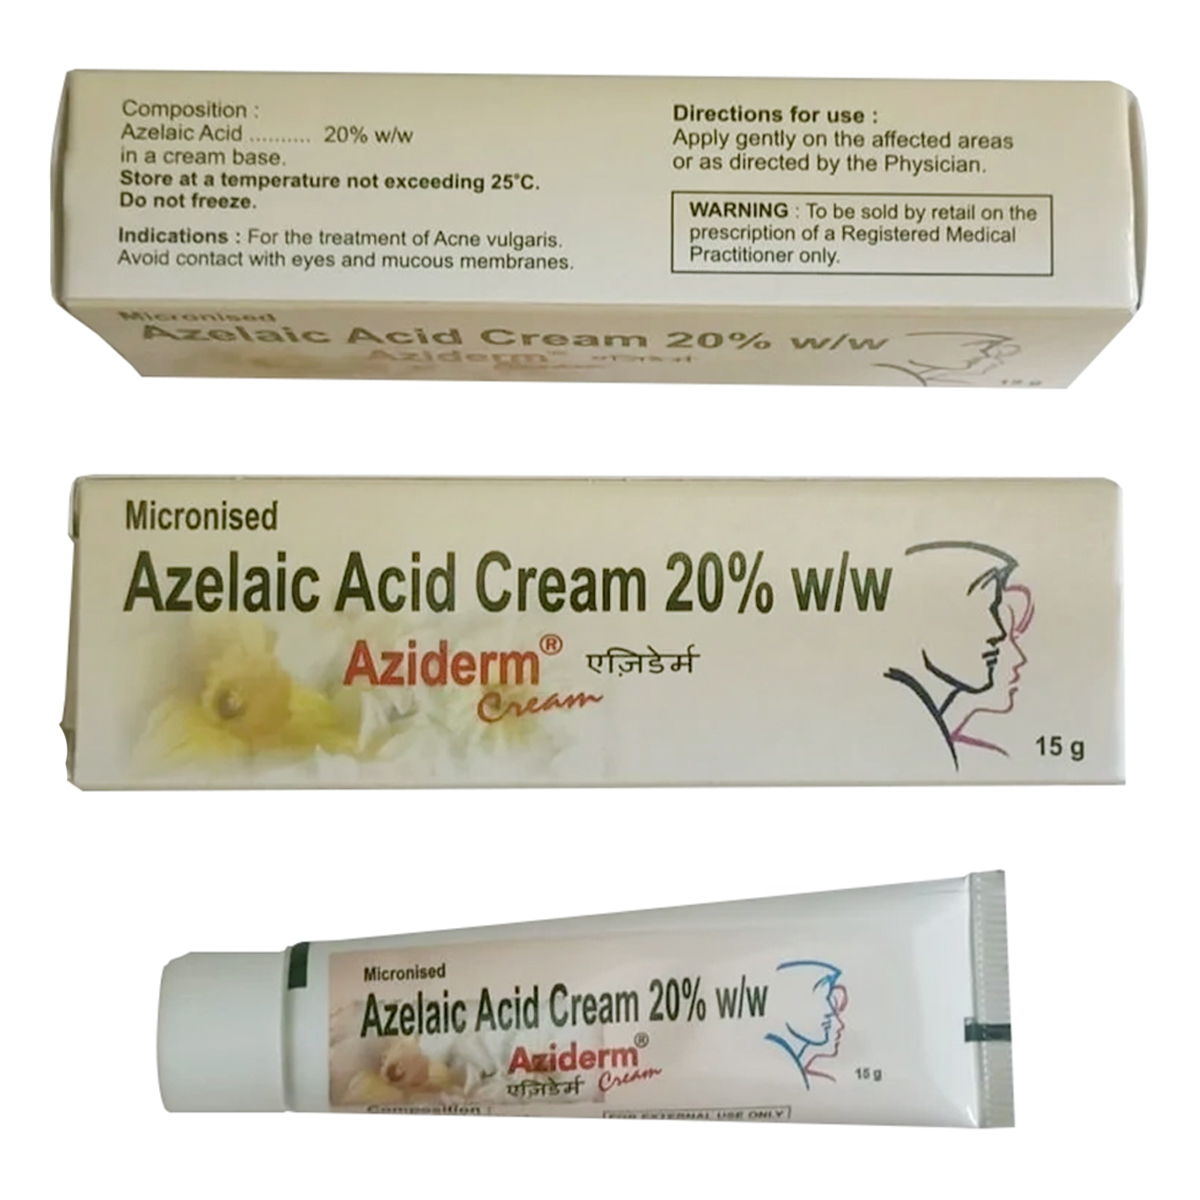 Composition :
Azelaic Acid .......... 20% w/w
in a cream base.
Store at a temperature not exceeding 25°C.
Do not freeze.
Indications : For the treatment of Acne vulgaris.
Avoid contact with eyes and mucous membranes.
Directions for use :
Apply gently on the affected areas
or as directed by the Physician.
WARNING : To be sold by retail on the
prescription of a Registered Medical
Practitioner only.
Micronised
Azelaic Acid Cream 20% w/w
Aziderm® एज़िडेर्म
Cream
15 g
Micronised
Azelaic Acid Cream 20% w/w
Aziderm® एज़िडेर्म
Cream
15 g
Micronised
Azelaic Acid Cream 20% w/w
Aziderm®
एज़िडेर्म Cream
15 g
Composition :
FOR EXTERNAL USE ONLY